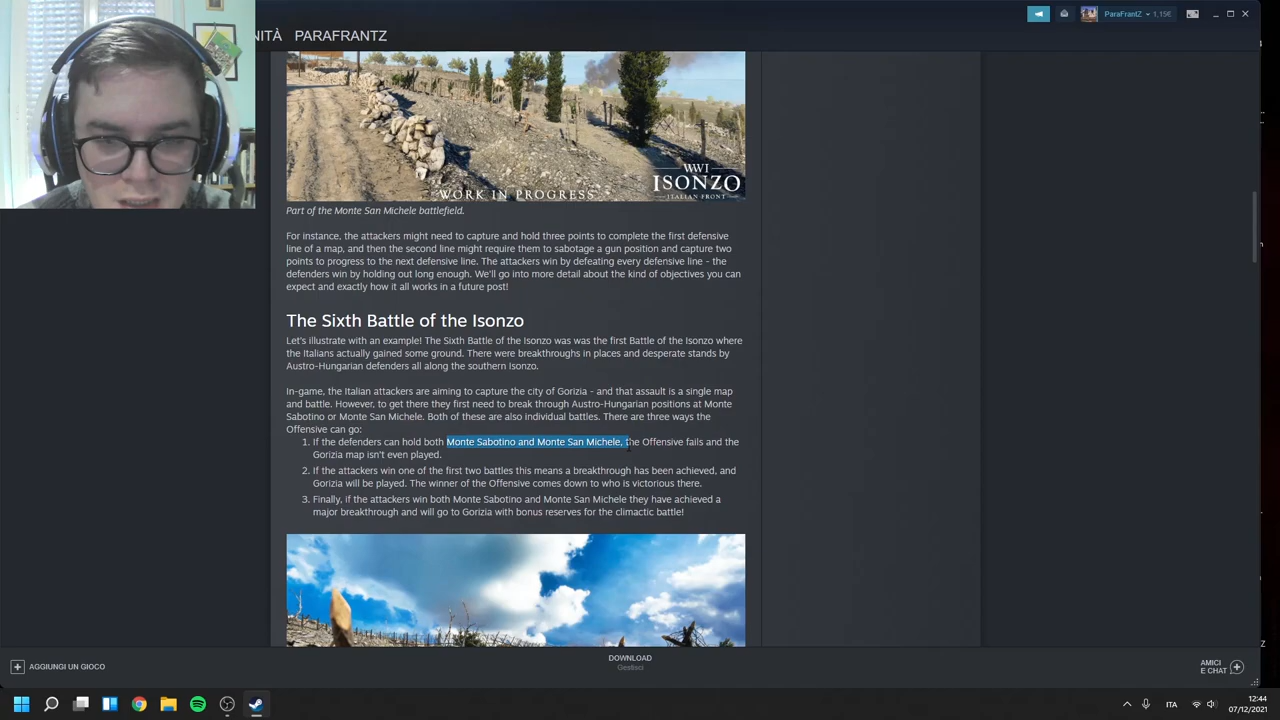 NITÀ PARAFRANTZ
ParaFrantZ 1,15€
WORK IN PROGRESS
WWI
ISONZO
ITALIAN FRONT
Part of the Monte San Michele battlefield.
For instance, the attackers might need to capture and hold three points to complete the first defensive
line of a map, and then the second line might require them to sabotage a gun position and capture two
points to progress to the next defensive line. The attackers win by defeating every defensive line - the
defenders win by holding out long enough. We'll go into more detail about the kind of objectives you can
expect and exactly how it all works in a future post!
The Sixth Battle of the Isonzo
Let's illustrate with an example! The Sixth Battle of the Isonzo was was the first Battle of the Isonzo where
the Italians actually gained some ground. There were breakthroughs in places and desperate stands by
Austro-Hungarian defenders all along the southern Isonzo.
In-game, the Italian attackers are aiming to capture the city of Gorizia - and that assault is a single map
and battle. However, to get there they first need to break through Austro-Hungarian positions at Monte
Sabotino or Monte San Michele. Both of these are also individual battles. There are three ways the
Offensive can go:
1. If the defenders can hold both Monte Sabotino and Monte San Michele, the Offensive fails and the
Gorizia map isn't even played.
2. If the attackers win one of the first two battles this means a breakthrough has been achieved, and
Gorizia will be played. The winner of the Offensive comes down to who is victorious there.
3. Finally, if the attackers win both Monte Sabotino and Monte San Michele they have achieved a
major breakthrough and will go to Gorizia with bonus reserves for the climactic battle!
AGGIUNGI UN GIOCO
DOWNLOAD
Gestisci
AMICI
E CHAT
ITA
12:44
07/12/2021